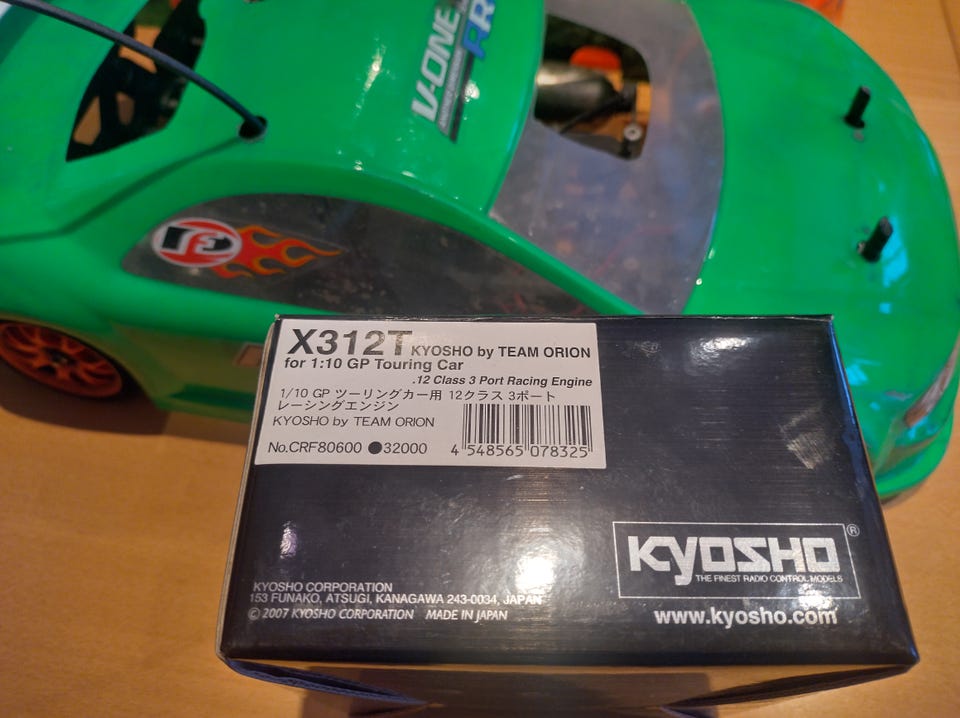 V-ONE
RR
X312T KYOSHO by TEAM ORION
for 1:10 GP Touring Car
.12 Class 3 Port Racing Engine
1/10 GP ツーリングカー用 12クラス 3ポート
レーシングエンジン
KYOSHO by TEAM ORION
No.CRF80600 ●32000
4 548565 078325
KYOSHO®
THE FINEST RADIO CONTROL MODELS
www.kyosho.com
KYOSHO CORPORATION
153 FUNAKO, ATSUGI, KANAGAWA 243-0034, JAPAN
© 2007 KYOSHO CORPORATION MADE IN JAPAN